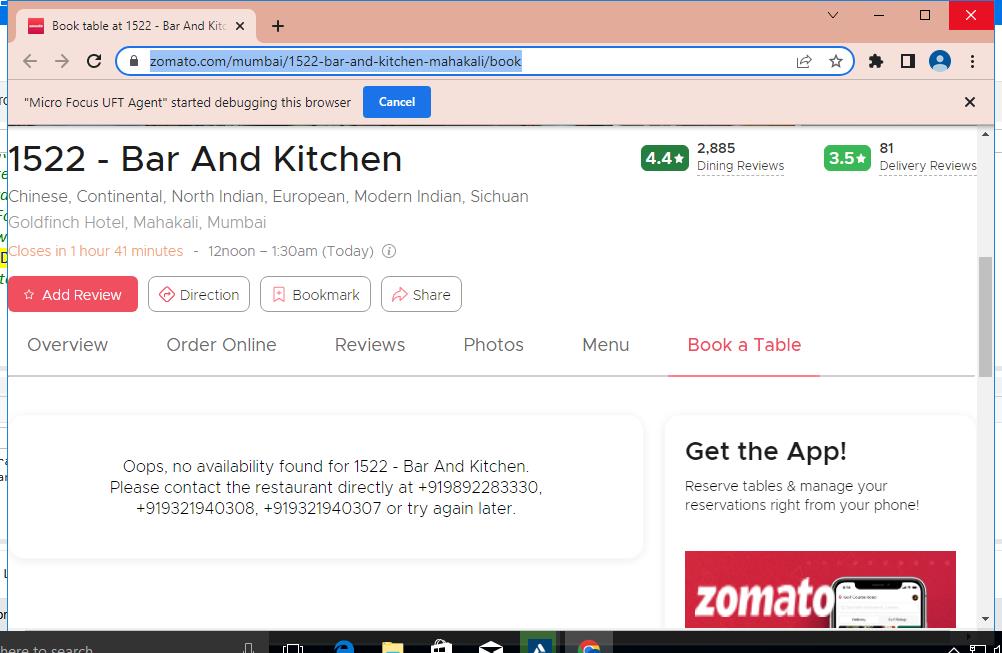 Book table at 1522 - Bar And Kitc
zomato.com/mumbai/1522-bar-and-kitchen-mahakali/book
"Micro Focus UFT Agent" started debugging this browser
Cancel
1522 - Bar And Kitchen
4.4★
2,885
Dining Reviews
3.5★
81
Delivery Reviews
Chinese, Continental, North Indian, European, Modern Indian, Sichuan
Goldfinch Hotel, Mahakali, Mumbai
Closes in 1 hour 41 minutes - 12noon – 1:30am (Today)
Add Review
Direction
Bookmark
Share
Overview
Order Online
Reviews
Photos
Menu
Book a Table
Oops, no availability found for 1522 - Bar And Kitchen.
Please contact the restaurant directly at +919892283330,
+919321940308, +919321940307 or try again later.
Get the App!
Reserve tables & manage your
reservations right from your phone!
zomato
here to search